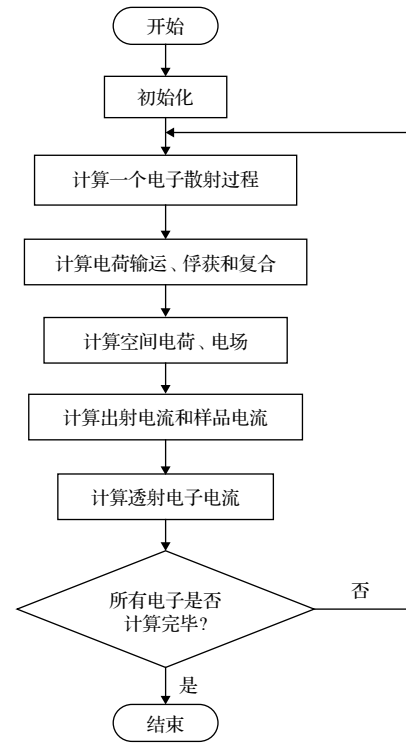 开始
初始化
计算一个电子散射过程
计算电荷输运、俘获和复合
计算空间电荷、电场
计算出射电流和样品电流
计算透射电子电流
所有电子是否
计算完毕?
否
是
结束